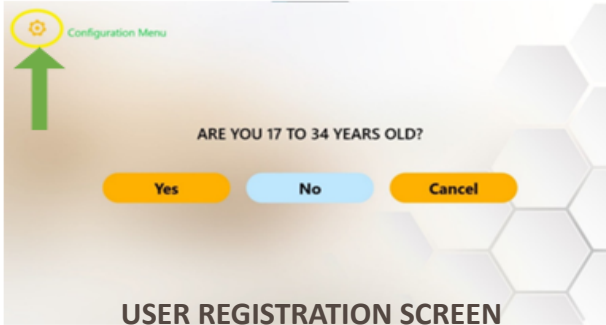 Configuration Menu
ARE YOU 17 TO 34 YEARS OLD?
Yes No Cancel
USER REGISTRATION SCREEN